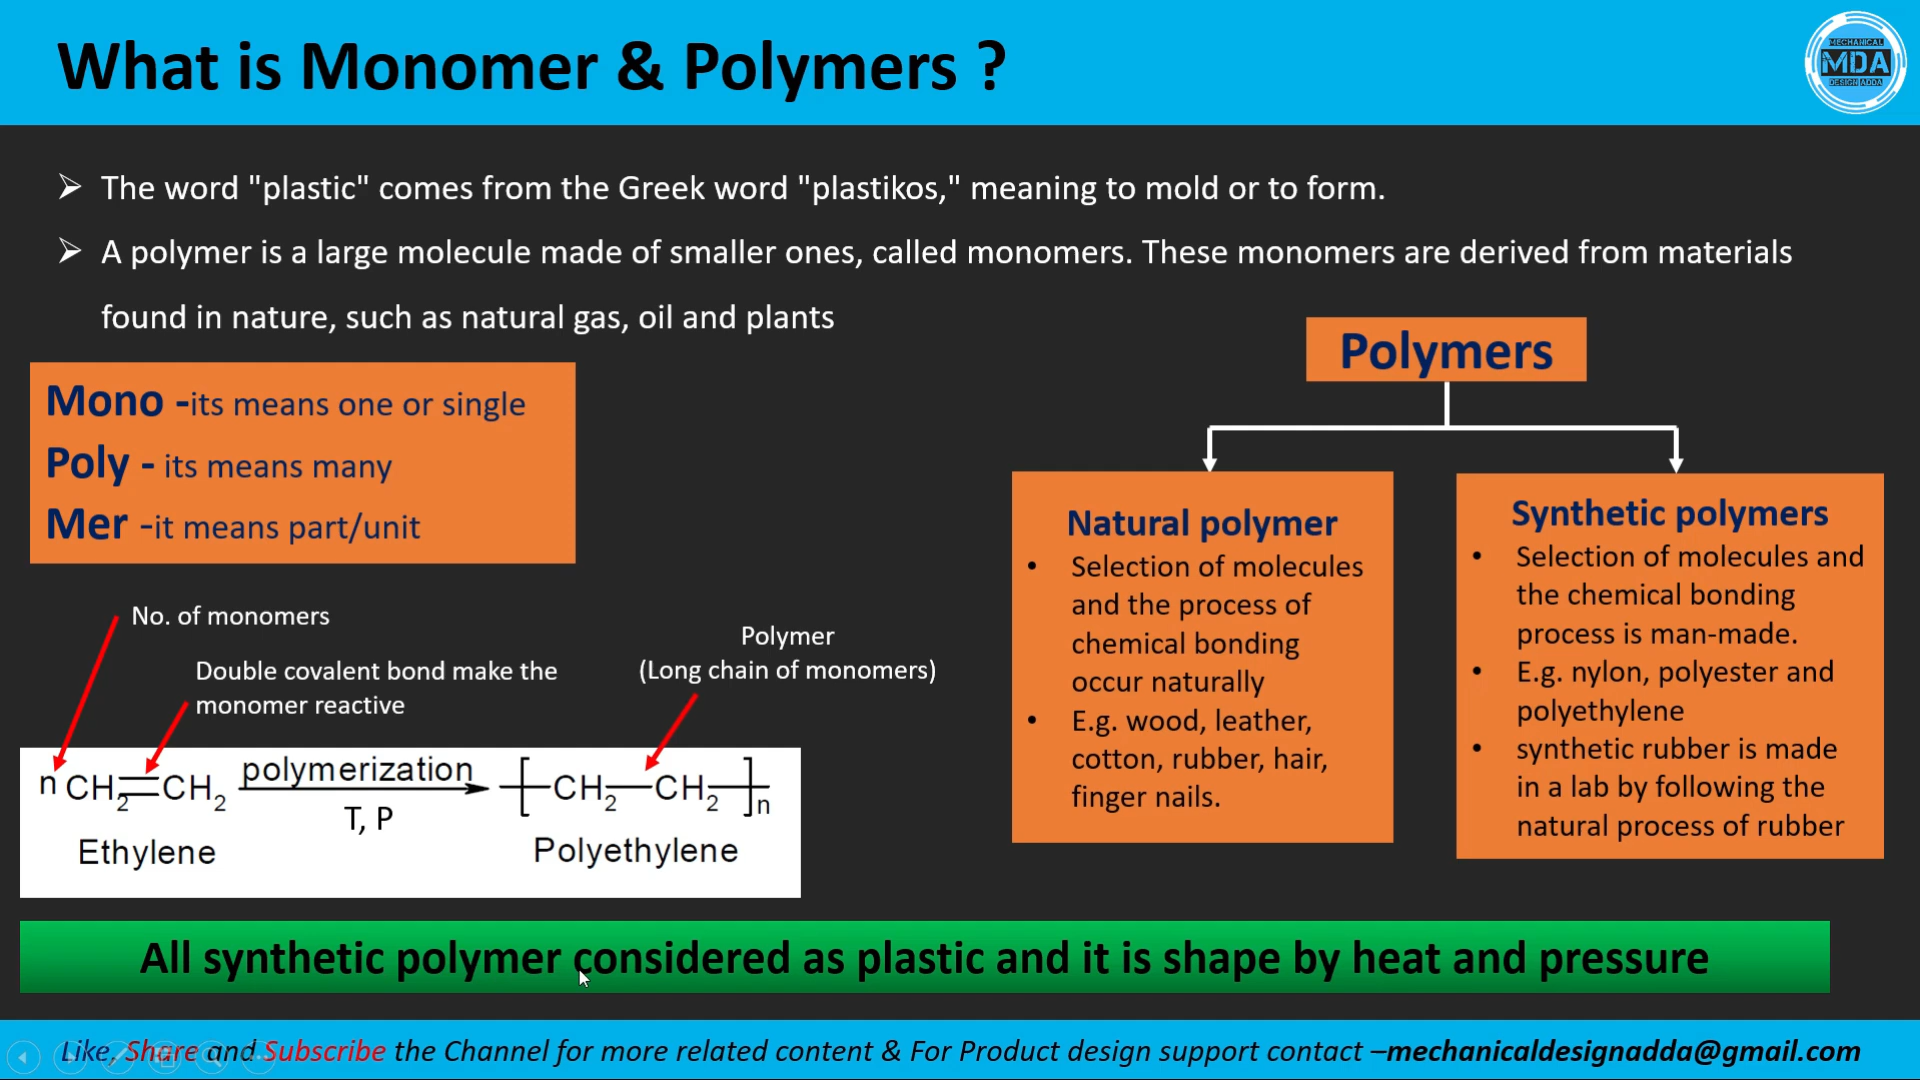 What is Monomer & Polymers ?
MECHANICAL
MDA
DESIGN ADDA
➢ The word "plastic" comes from the Greek word "plastikos," meaning to mold or to form.
➢ A polymer is a large molecule made of smaller ones, called monomers. These monomers are derived from materials
found in nature, such as natural gas, oil and plants
Mono -its means one or single
Poly - its means many
Mer -it means part/unit
No. of monomers
Double covalent bond make the
monomer reactive
Polymer
(Long chain of monomers)
n CH2=CH2 polymerization [-CH2-CH2-]n
T, P
Ethylene
Polyethylene
Polymers
Natural polymer
• Selection of molecules
and the process of
chemical bonding
occur naturally
• E.g. wood, leather,
cotton, rubber, hair,
finger nails.
Synthetic polymers
• Selection of molecules and
the chemical bonding
process is man-made.
• E.g. nylon, polyester and
polyethylene
• synthetic rubber is made
in a lab by following the
natural process of rubber
All synthetic polymer considered as plastic and it is shape by heat and pressure
Like, Share and Subscribe the Channel for more related content & For Product design support contact –mechanicaldesignadda@gmail.com